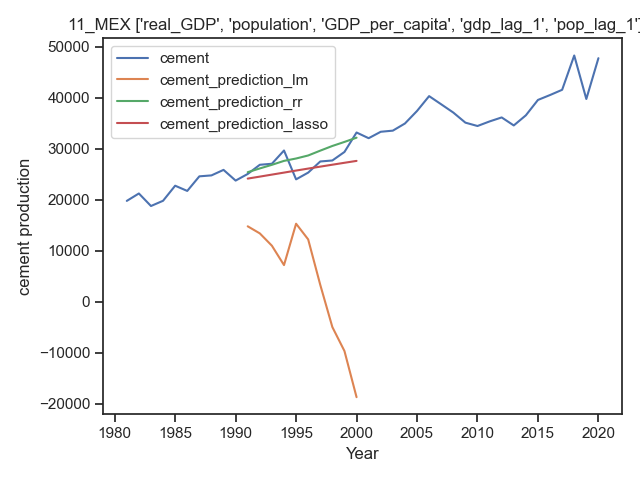 11_MEX ['real_GDP', 'population', 'GDP_per_capita', 'gdp_lag_1', 'pop_lag_1']
cement
cement_prediction_lm
cement_prediction_rr
cement_prediction_lasso
cement production
50000
40000
30000
20000
10000
0
−10000
−20000
1980 1985 1990 1995 2000 2005 2010 2015 2020
Year